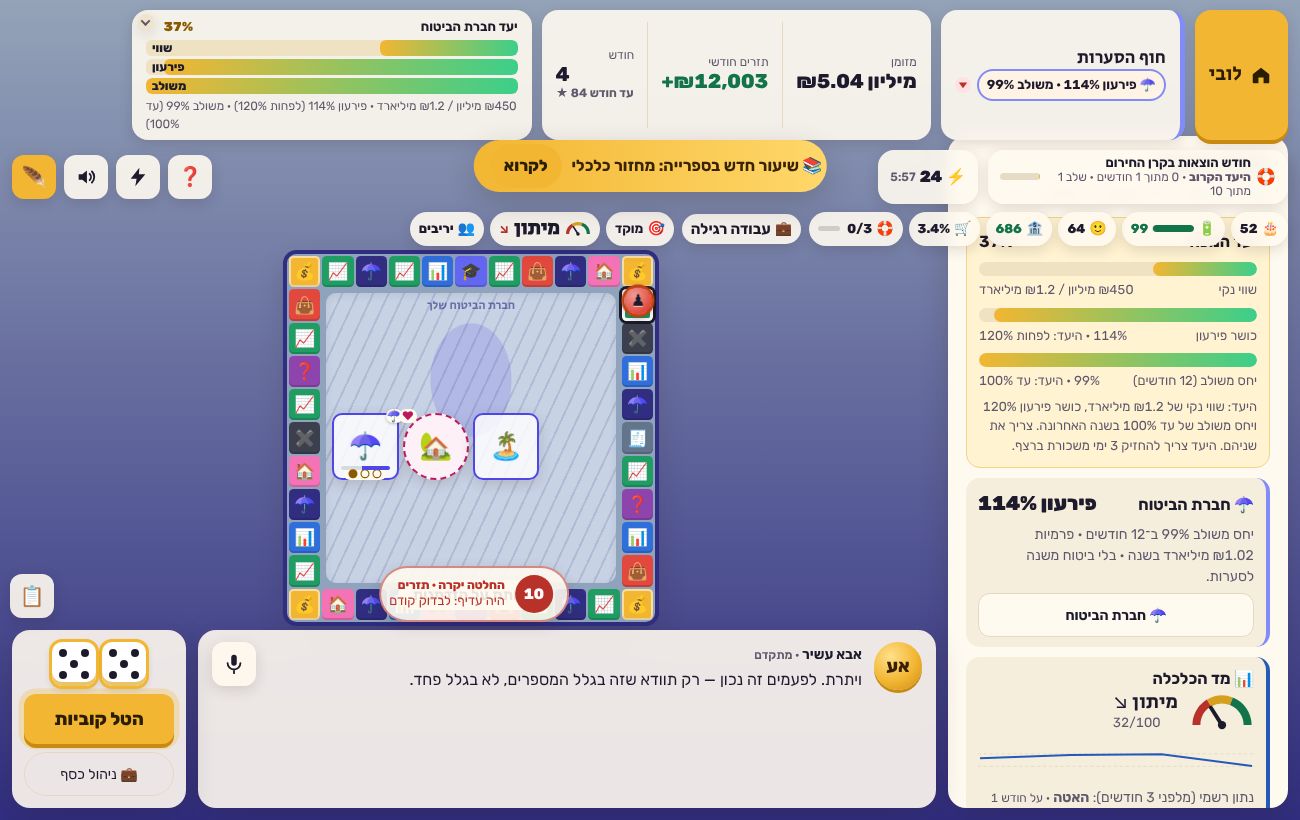 לובי
חוף הסערות
☂️ פירעון 114% • משולב 99%
מזומן
₪5.04 מיליון
תזרים חודשי
+₪12,003
חודש
4
עד חודש 84 ★
יעד חברת הביטוח
37%
שווי
פירעון
משולב
₪450 מיליון / ₪1.2 מיליארד • פירעון 114% (לפחות 120%) • משולב 99% (עד
100%)
חודש הוצאות בקרן החירום
היעד הקרוב • 0 מתוך 1 חודשים • שלב 1
מתוך 10
⚡ 24 5:57
📚 שיעור חדש בספרייה: מחזור כלכלי
לקרוא
52
99
64
686
3.4%
0/3
עבודה רגילה
מוקד
מיתון ↘
יריבים
שווי נקי
₪450 מיליון / ₪1.2 מיליארד
כושר פירעון
114% • היעד: לפחות 120%
יחס משולב (12 חודשים)
99% • היעד: עד 100%
היעד: שווי נקי של ₪1.2 מיליארד, כושר פירעון 120%
ויחס משולב של עד 100% בשנה האחרונה. צריך את
שניהם. היעד צריך להחזיק 3 ימי משכורת ברצף.
☂️ חברת הביטוח
פירעון 114%
יחס משולב 99% ב־12 חודשים • פרמיות
₪1.02 מיליארד בשנה • בלי ביטוח משנה
לסערות.
☂️ חברת הביטוח
📊 מד הכלכלה
מיתון ↘
32/100
נתון רשמי (מלפני 3 חודשים): האטה • על חודש 1
חברת הביטוח שלך
10
החלטה יקרה • תזרים
היה עדיף: לבדוק קודם
אע
אבא עשיר • מתקדם
ויתרת. לפעמים זה נכון – רק תוודא שזה בגלל המספרים, לא בגלל פחד.
הטל קוביות
💼 ניהול כסף